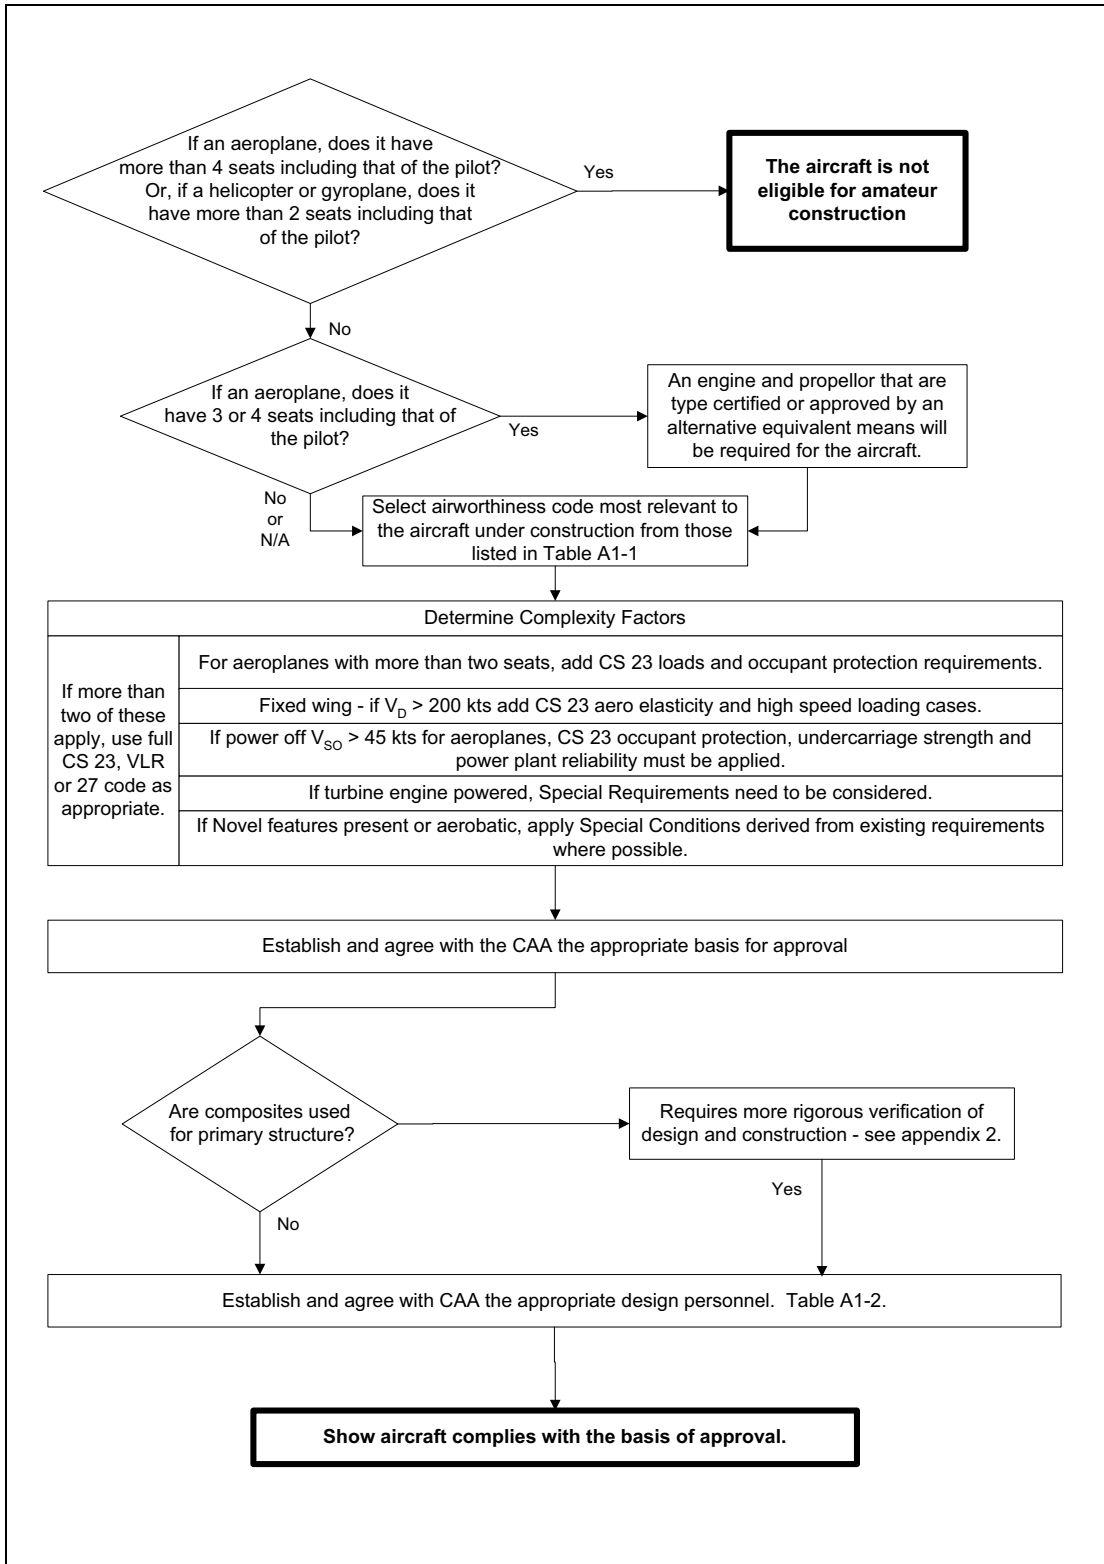 If an aeroplane, does it have
more than 4 seats including that of the pilot?
Or, if a helicopter or gyroplane, does it
have more than 2 seats including that
of the pilot?
Yes
The aircraft is not
eligible for amateur
construction
No
If an aeroplane, does it
have 3 or 4 seats including that of
the pilot?
Yes
An engine and propellor that are
type certified or approved by an
alternative equivalent means will
be required for the aircraft.
No
or
N/A
Select airworthiness code most relevant to
the aircraft under construction from those
listed in Table A1-1
Determine Complexity Factors
If more than
two of these
apply, use full
CS 23, VLR
or 27 code as
appropriate.
For aeroplanes with more than two seats, add CS 23 loads and occupant protection requirements.
Fixed wing - if VD > 200 kts add CS 23 aero elasticity and high speed loading cases.
If power off VSO > 45 kts for aeroplanes, CS 23 occupant protection, undercarriage strength and
power plant reliability must be applied.
If turbine engine powered, Special Requirements need to be considered.
If Novel features present or aerobatic, apply Special Conditions derived from existing requirements
where possible.
Establish and agree with the CAA the appropriate basis for approval
Are composites used
for primary structure?
Requires more rigorous verification of
design and construction - see appendix 2.
Yes
No
Establish and agree with CAA the appropriate design personnel.  Table A1-2.
Show aircraft complies with the basis of approval.